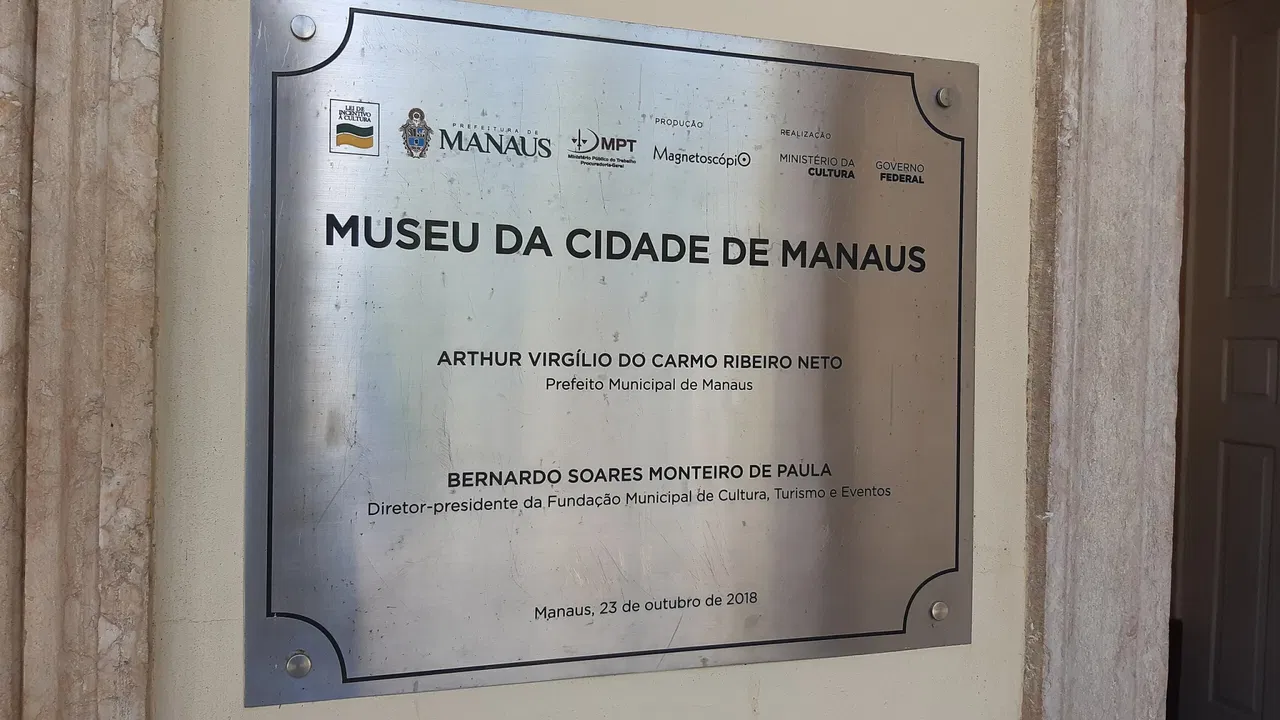 LEI DE
INCENTIVO
À CULTURA
PREFEITURA DE
MANAUS
MPT
Ministério Público do Trabalho
Procuradoria-Geral
PRODUÇÃO
Magnetoscópio
REALIZAÇÃO
MINISTÉRIO DA
CULTURA
GOVERNO
FEDERAL
MUSEU DA CIDADE DE MANAUS
ARTHUR VIRGÍLIO DO CARMO RIBEIRO NETO
Prefeito Municipal de Manaus
BERNARDO SOARES MONTEIRO DE PAULA
Diretor-presidente da Fundação Municipal de Cultura, Turismo e Eventos
Manaus, 23 de outubro de 2018